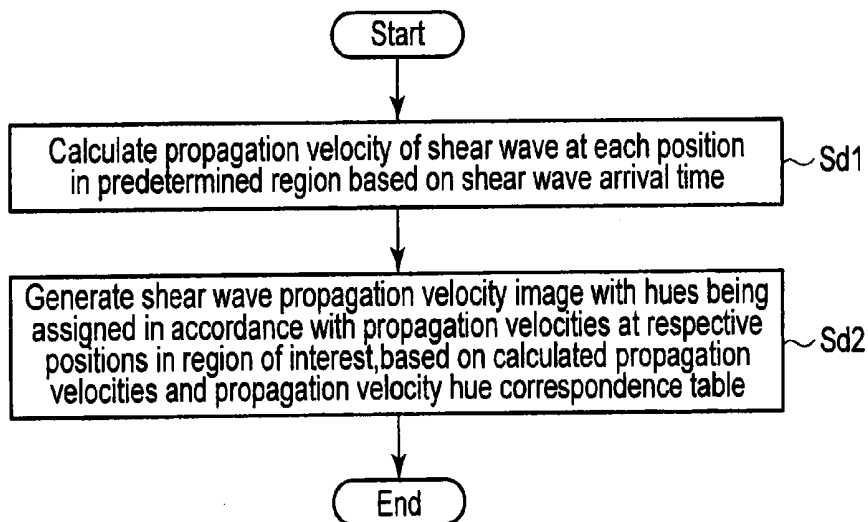 Start
Calculate propagation velocity of shear wave at each position
in predetermined region based on shear wave arrival time
Sd1
Generate shear wave propagation velocity image with hues being
assigned in accordance with propagation velocities at respective
positions in region of interest,based on calculated propagation
velocities and propagation velocity hue correspondence table
Sd2
End